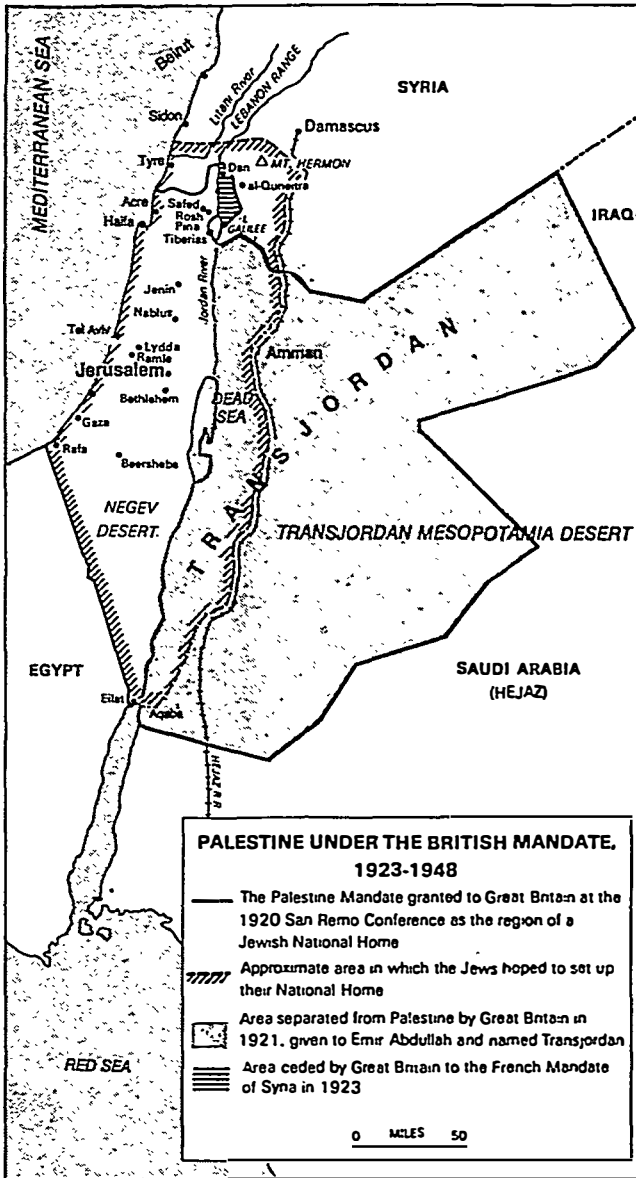 MEDITERRANEAN SEA
Beirut
Litani River
LEBANON RANGE
SYRIA
Sidon
Damascus
Tyre
MT. HERMON
Dan
al-Quneitra
Acre
Safed
Rosh
Pina
Haifa
L.
GALILEE
Tiberias
IRAQ
Jenin
Jordan River
Nablus
Tel Aviv
Lydda
Ramle
Amman
Jerusalem
Bethlehem
DEAD
SEA
Gaza
Rafa
Beersheba
TRANSJORDAN
NEGEV
DESERT.
TRANSJORDAN MESOPOTAMIA DESERT
EGYPT
SAUDI ARABIA
(HEJAZ)
Eilat
Aqaba
HEJAZ R.R.
RED SEA
PALESTINE UNDER THE BRITISH MANDATE,
1923-1948
The Palestine Mandate granted to Great Britain at the
1920 San Remo Conference as the region of a
Jewish National Home
Approximate area in which the Jews hoped to set up
their National Home
Area separated from Palestine by Great Britain in
1921, given to Emir Abdullah and named Transjordan
Area ceded by Great Britain to the French Mandate
of Syria in 1923
0 MILES 50